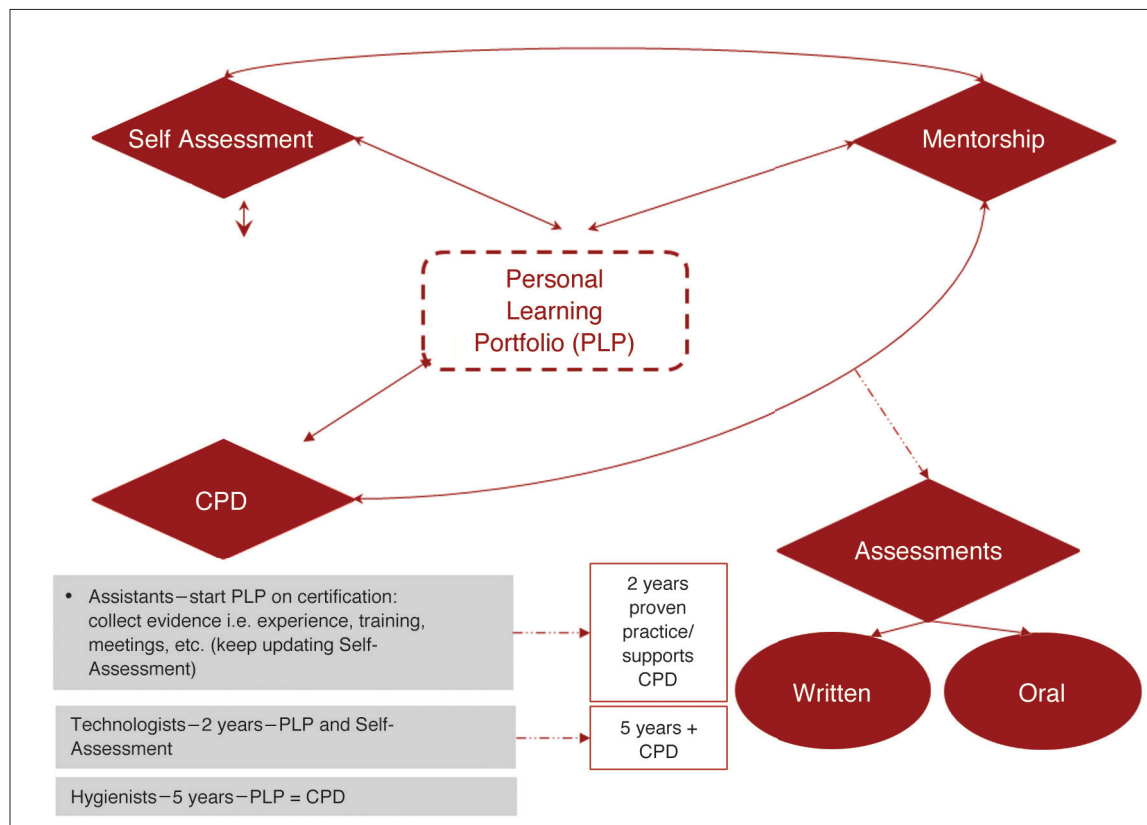 Self Assessment
Mentorship
Personal
Learning
Portfolio (PLP)
CPD
Assessments
Written
Oral
• Assistants–start PLP on certification:
collect evidence i.e. experience, training,
meetings, etc. (keep updating Self-
Assessment)
2 years
proven
practice/
supports
CPD
Technologists–2 years–PLP and Self-
Assessment
5 years +
CPD
Hygienists–5 years–PLP = CPD